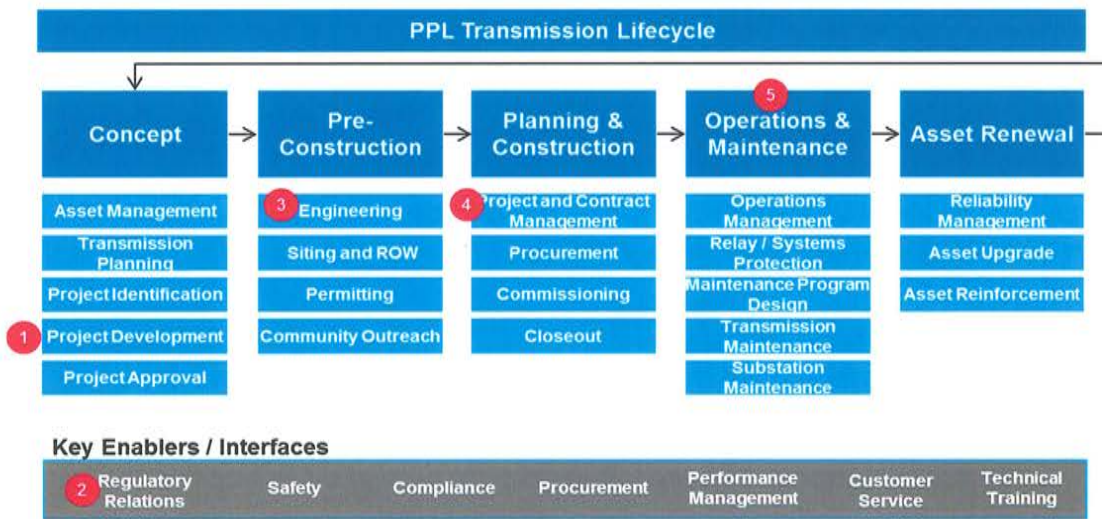 PPL Transmission Lifecycle
Concept
Pre-
Construction
Planning &
Construction
5
Operations &
Maintenance
Asset Renewal
Asset Management
Transmission
Planning
Project Identification
1
Project Development
Project Approval
3
Engineering
Siting and ROW
Permitting
Community Outreach
4
Project and Contract
Management
Procurement
Commissioning
Closeout
Operations
Management
Relay / Systems
Protection
Maintenance Program
Design
Transmission
Maintenance
Substation
Maintenance
Reliability
Management
Asset Upgrade
Asset Reinforcement
Key Enablers / Interfaces
2
Regulatory
Relations
Safety
Compliance
Procurement
Performance
Management
Customer
Service
Technical
Training